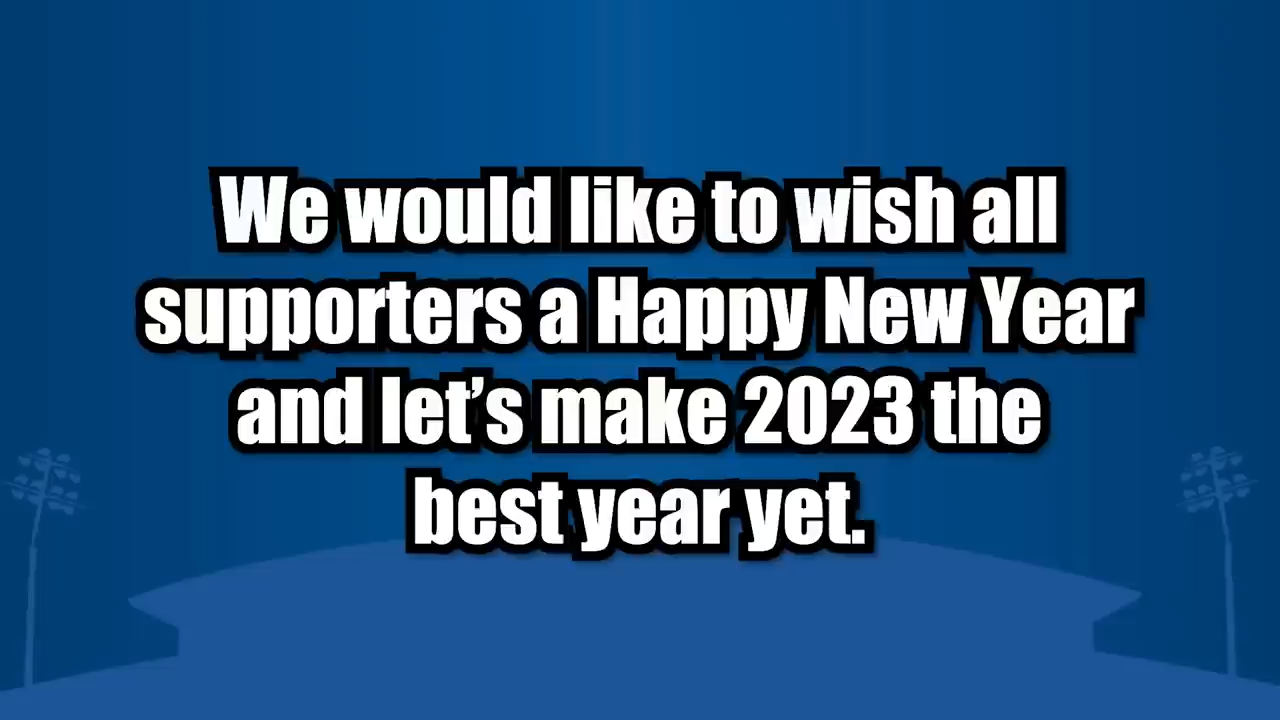 We would like to wish all
supporters a Happy New Year
and let’s make 2023 the
best year yet.